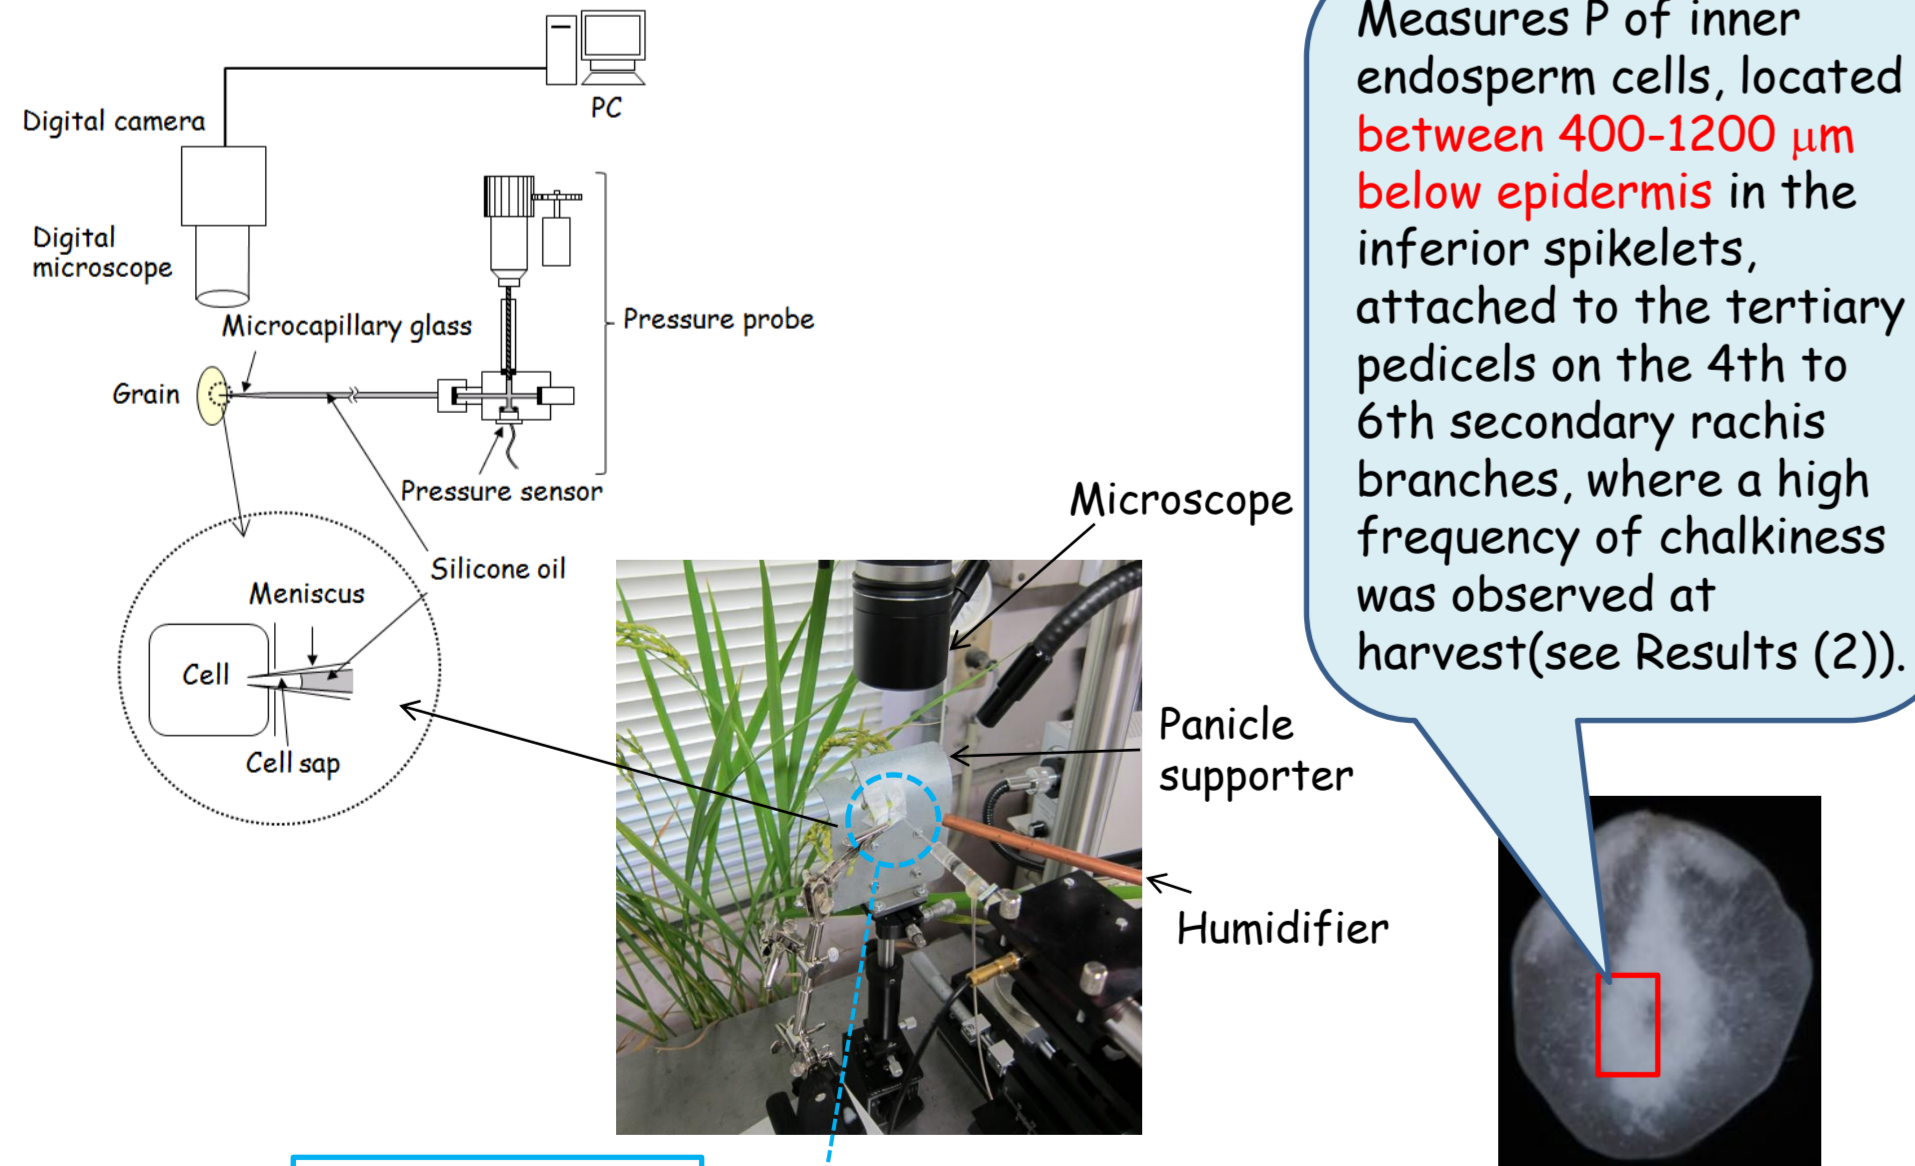 PC
Digital camera
Digital
microscope
Microcapillary glass
Pressure probe
Grain
Pressure sensor
Silicone oil
Meniscus
Cell
Cell sap
Microscope
Panicle
supporter
Humidifier
Measures P of inner
endosperm cells, located
between 400-1200 μm
below epidermis in the
inferior spikelets,
attached to the tertiary
pedicels on the 4th to
6th secondary rachis
branches, where a high
frequency of chalkiness
was observed at
harvest(see Results (2)).